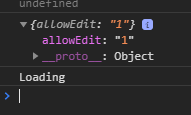 undefined
▼{allowEdit: "1"} i
allowEdit: "1"
▶__proto__: Object
Loading
>